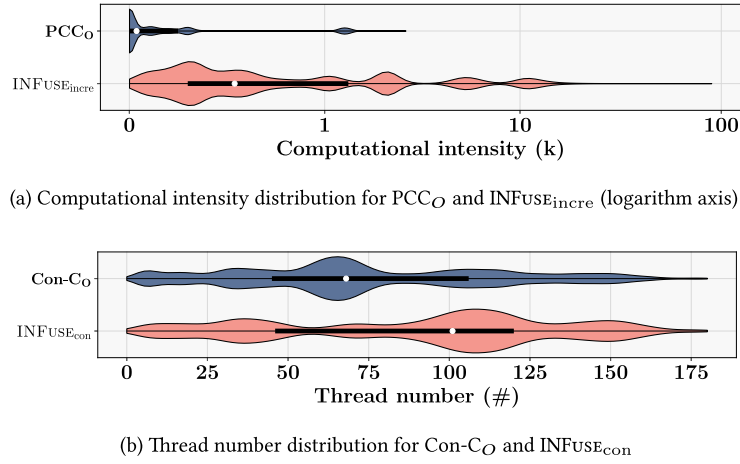 PCC_O
INFUSE_incre
0 1 10 100
Computational intensity (k)
(a) Computational intensity distribution for PCC_O and INFUSE_incre (logarithm axis)
Con-C_O
INFUSE_con
0 25 50 75 100 125 150 175
Thread number (#)
(b) Thread number distribution for Con-C_O and INFUSE_con